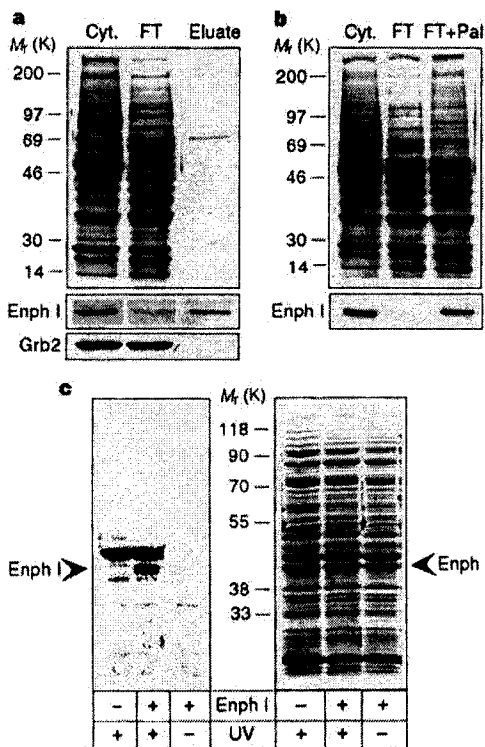 a
Mr (K) Cyt. FT Eluate
200
97
69
46
30
14
Enph I
Grb2
b
Mr (K) Cyt. FT FT+Pal
200
97
69
46
30
14
Enph I
c
Mr (K)
118
90
70
55
38
33
Enph I
Enph
- + + Enph I - + +
+ + - UV + + -